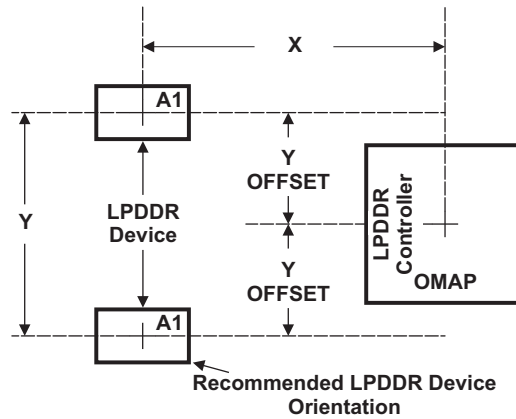 X
A1
Y
OFFSET
Y
LPDDR
Device
LPDDR
Controller
OMAP
Y
OFFSET
A1
Recommended LPDDR Device
Orientation